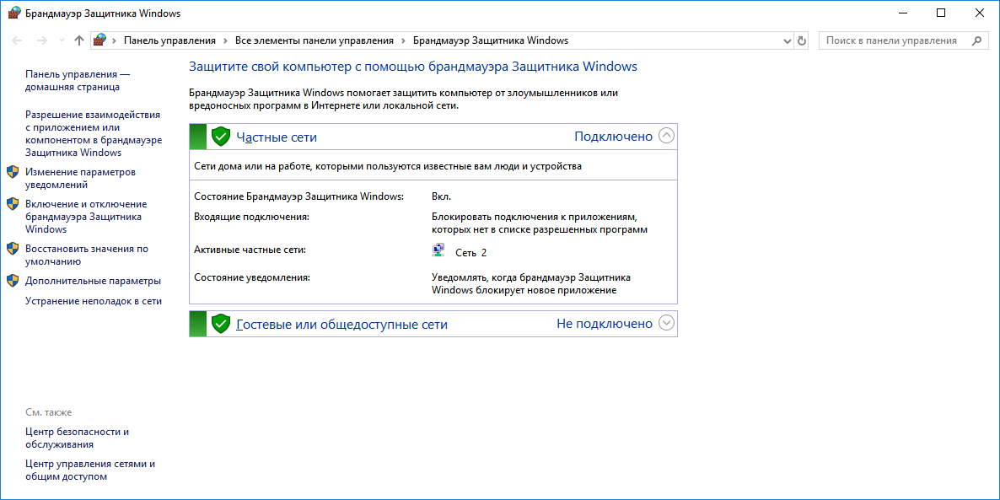 Брандмауэр Защитника Windows
Панель управления
Все элементы панели управления
Брандмауэр Защитника Windows
Поиск в панели управления
Панель управления —
домашняя страница
Разрешение взаимодействия
с приложением или
компонентом в брандмауэре
Защитника Windows
Изменение параметров
уведомлений
Включение и отключение
брандмауэра Защитника
Windows
Восстановить значения по
умолчанию
Дополнительные параметры
Устранение неполадок в сети
См. также
Центр безопасности и
обслуживания
Центр управления сетями и
общим доступом
Защитите свой компьютер с помощью брандмауэра Защитника Windows
Брандмауэр Защитника Windows помогает защитить компьютер от злоумышленников или
вредоносных программ в Интернете или локальной сети.
Частные сети
Подключено
Сети дома или на работе, которыми пользуются известные вам люди и устройства
Состояние Брандмауэр Защитника Windows:
Вкл.
Входящие подключения:
Блокировать подключения к приложениям,
которых нет в списке разрешенных программ
Активные частные сети:
Сеть 2
Состояние уведомления:
Уведомлять, когда брандмауэр Защитника
Windows блокирует новое приложение
Гостевые или общедоступные сети
Не подключено